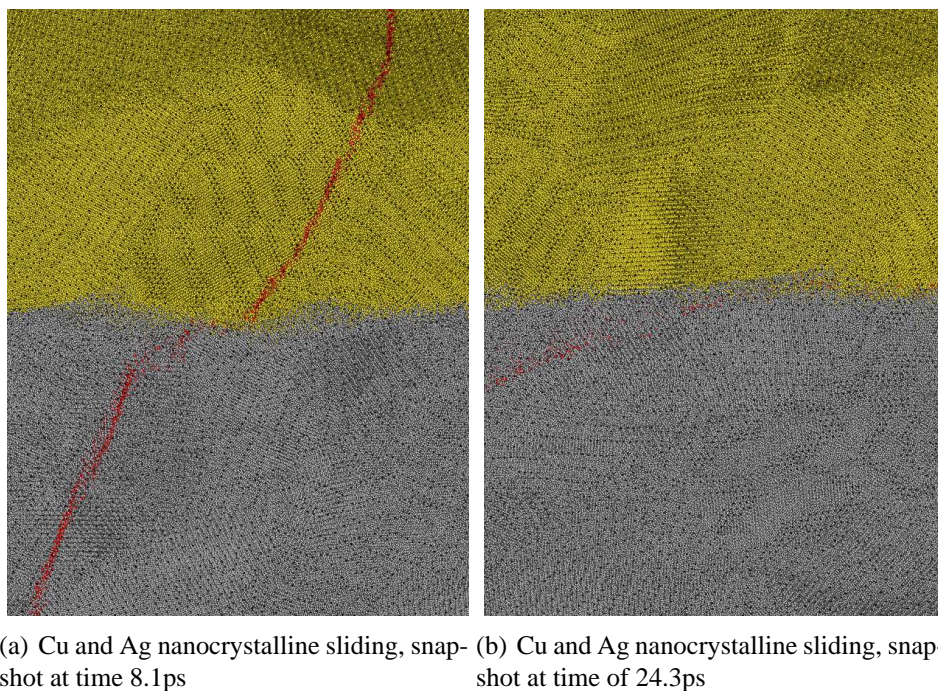 (a) Cu and Ag nanocrystalline sliding, snap-
shot at time 8.1ps
(b) Cu and Ag nanocrystalline sliding, snap-
shot at time of 24.3ps